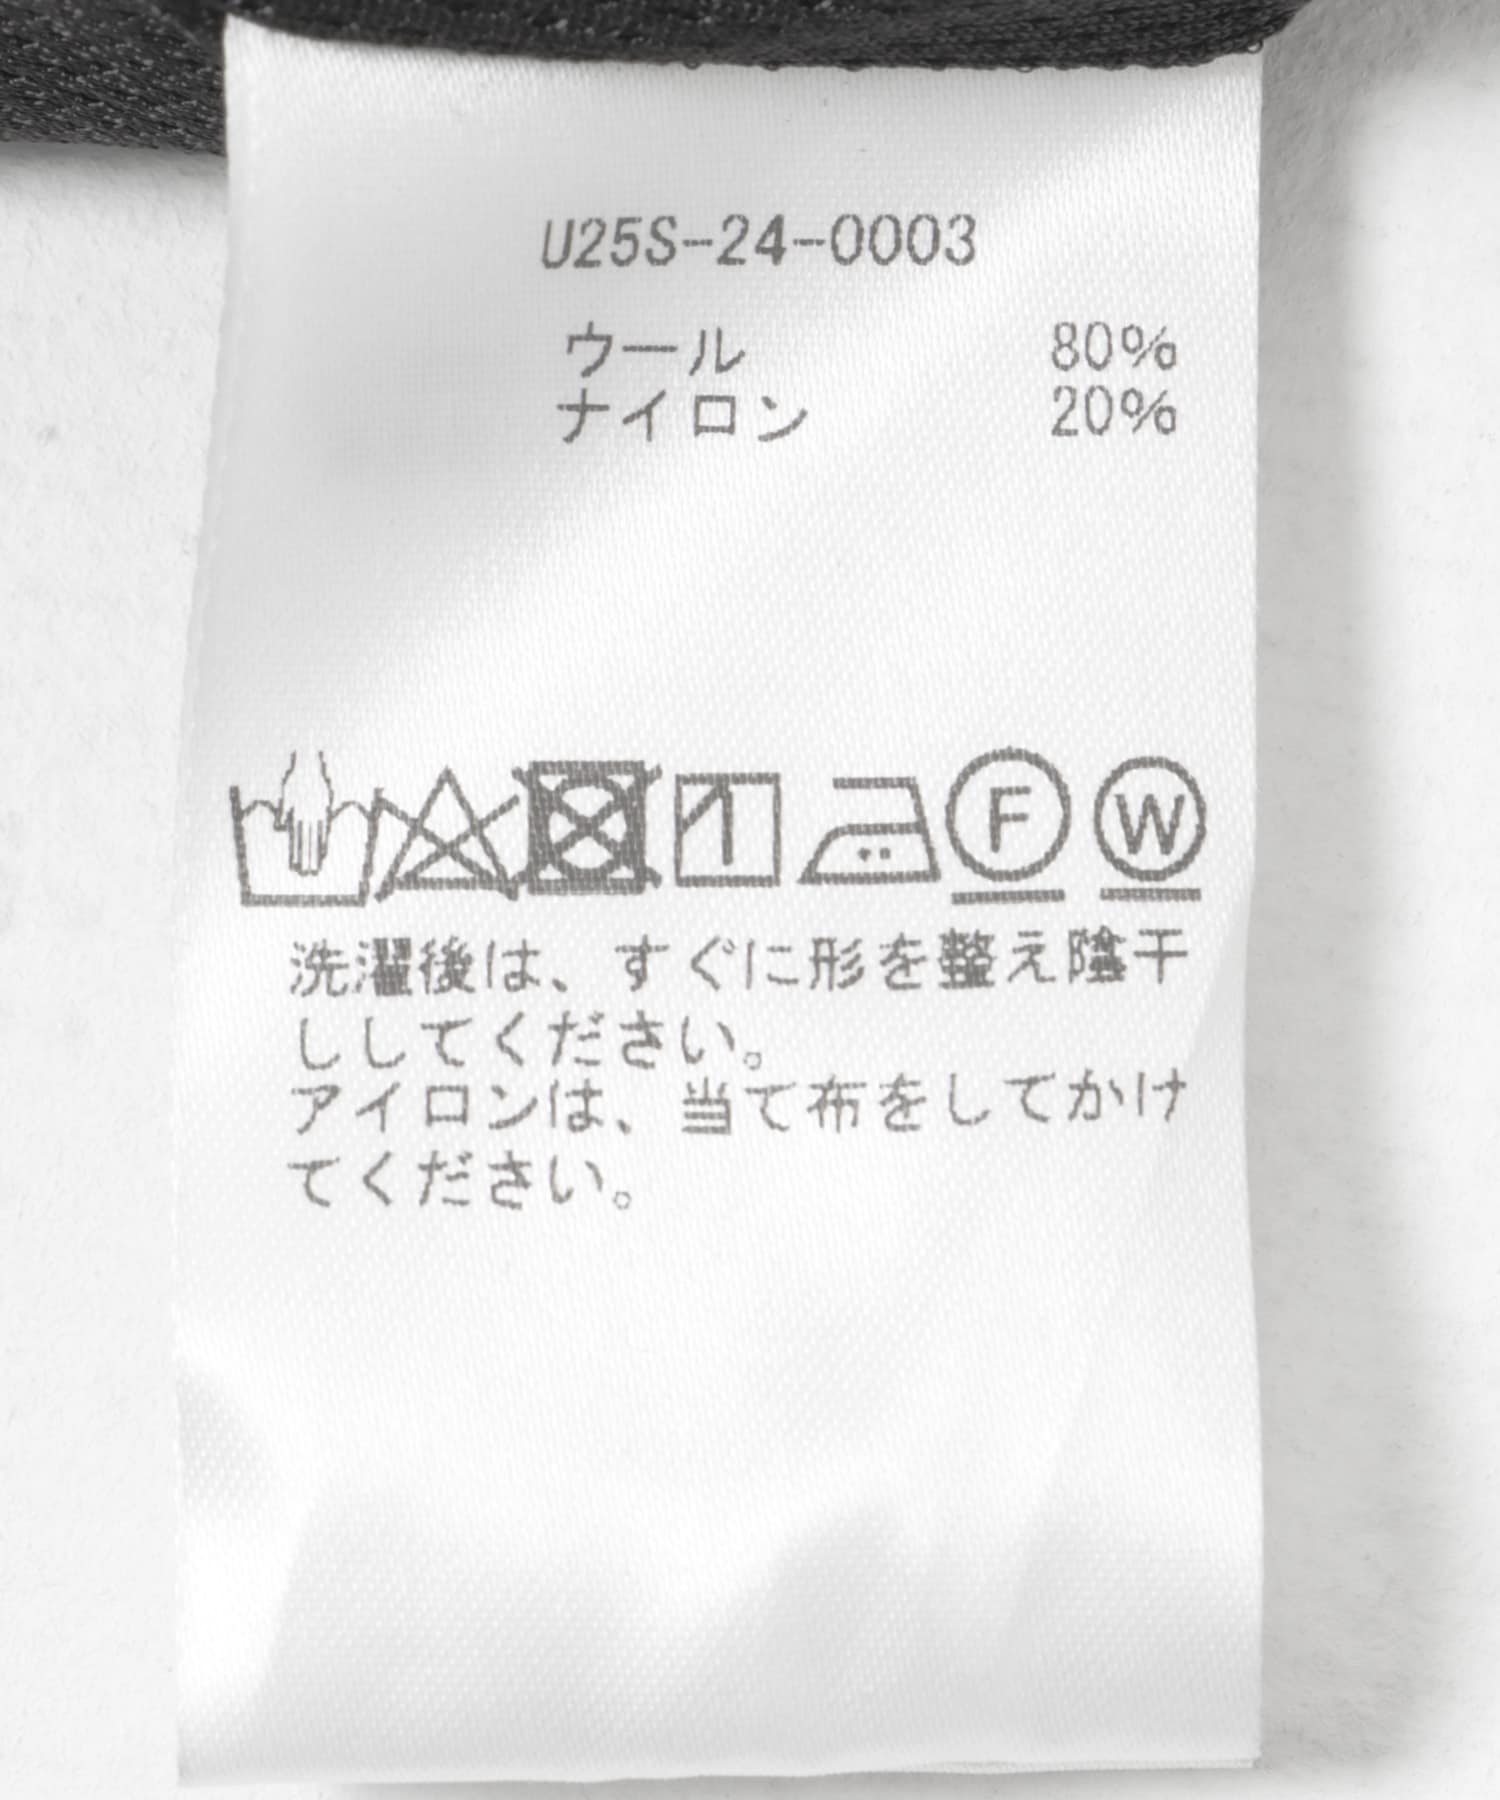 U25S-24-0003
ウール 80%
ナイロン 20%
F W
洗濯後は、すぐに形を整え陰干
ししてください。
アイロンは、当て布をしてかけ
てください。